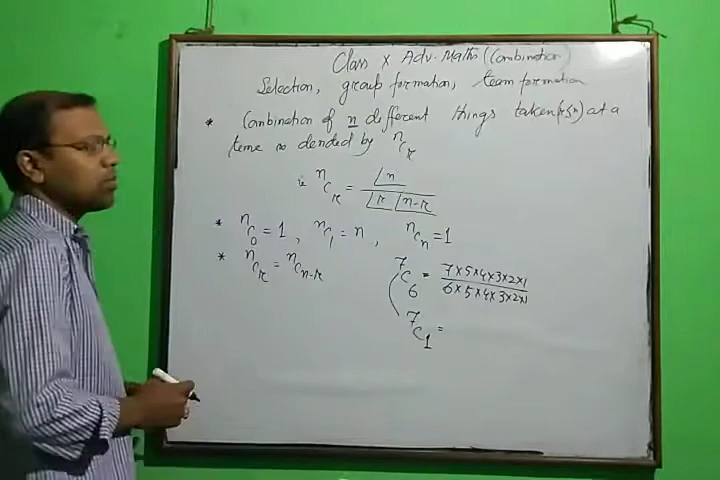 Class X Adv. Maths (Combination)
Selection, group formation, team formation
* Combination of n different things taken (r≤n) at a
time is denoted by ⁿCᵣ
ie ⁿCᵣ = ∠n / ∠r ∠n-r
* ⁿC₀ = 1 , ⁿC₁ = n , ⁿCₙ = 1
* ⁿCᵣ = ⁿCₙ₋ᵣ
⁷C₆ = 7×5×4×3×2×1 / 6×5×4×3×2×1
⁷C₁ =